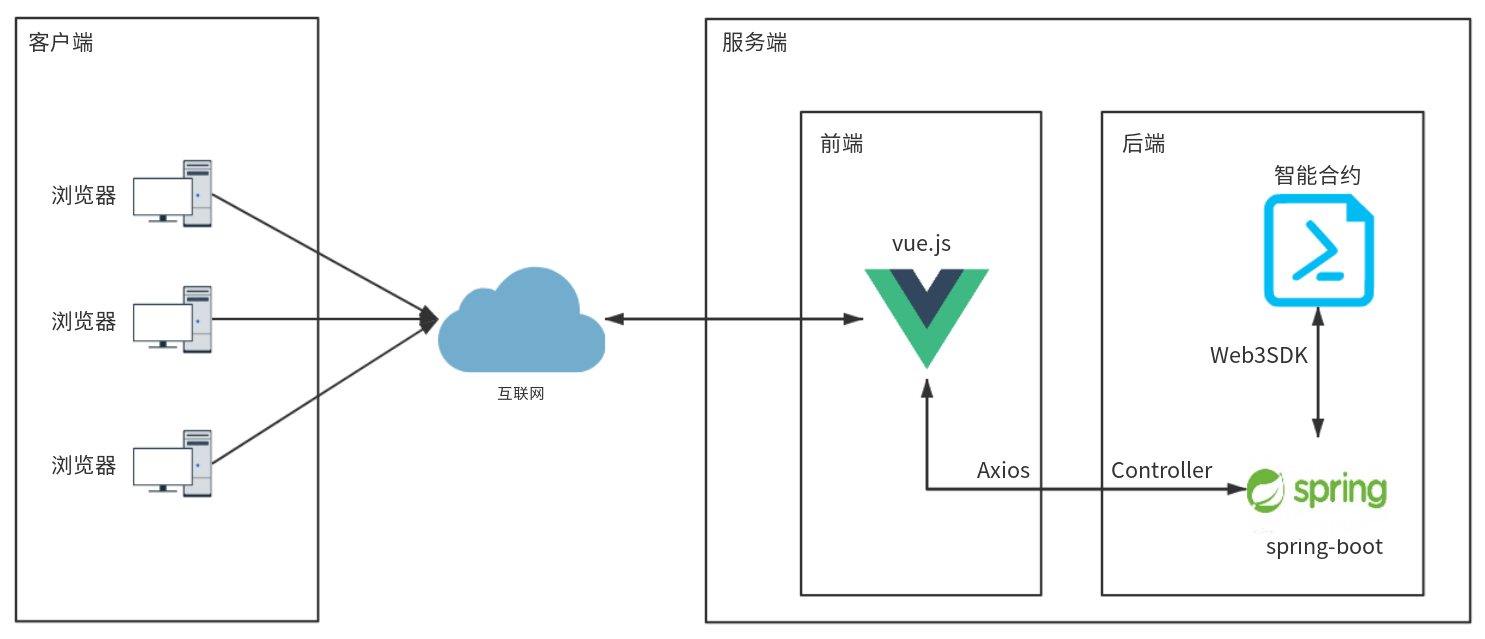 客户端
服务端
前端
后端
浏览器
浏览器
浏览器
互联网
vue.js
智能合约
Web3SDK
Axios
Controller
spring
spring-boot